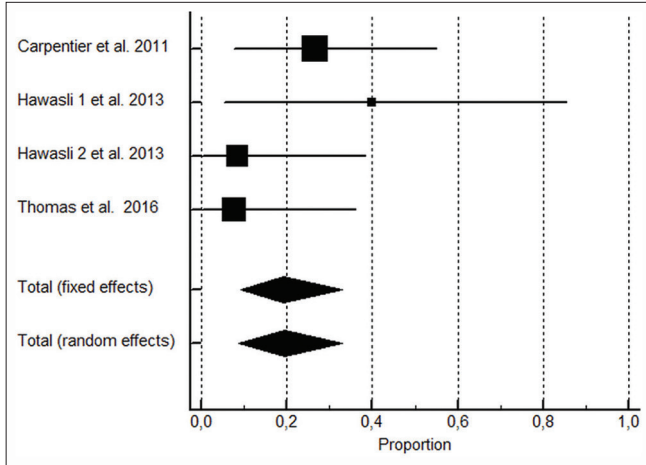 Carpentier et al. 2011
Hawasli 1 et al. 2013
Hawasli 2 et al. 2013
Thomas et al. 2016
Total (fixed effects)
Total (random effects)
0,0 0,2 0,4 0,6 0,8 1,0
Proportion